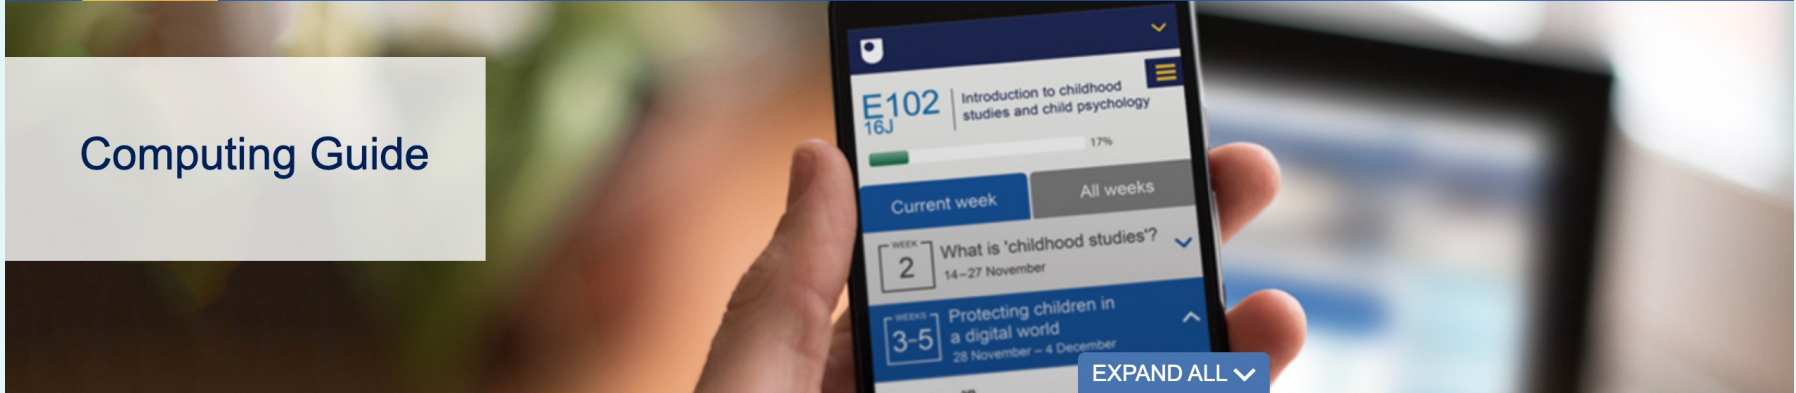 Computing Guide
E102
16J
Introduction to childhood
studies and child psychology
17%
Current week
All weeks
WEEK
2
What is 'childhood studies'?
14–27 November
WEEKS
3-5
Protecting children in
a digital world
28 November – 4 December
EXPAND ALL